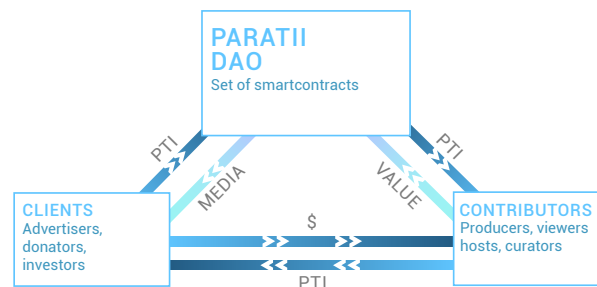 PARATII
DAO
Set of smartcontracts
PTI
PTI
MEDIA
VALUE
CLIENTS
Advertisers,
donators,
investors
$
CONTRIBUTORS
Producers, viewers
hosts, curators
PTI